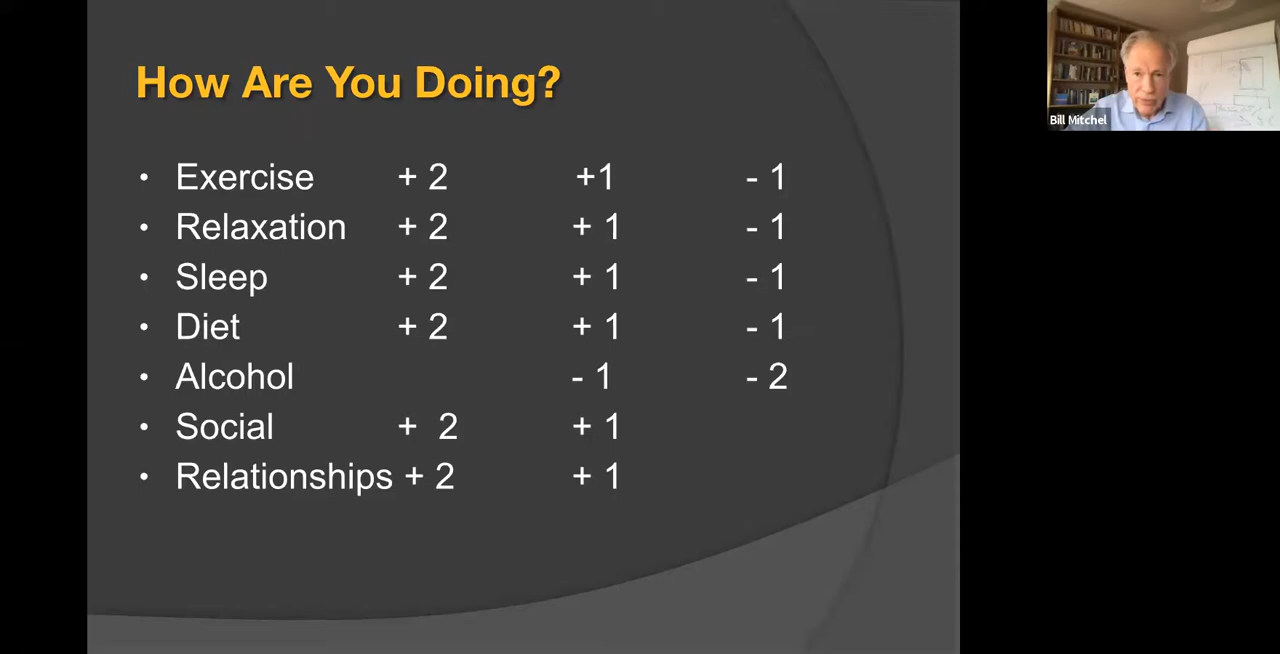 How Are You Doing?
• Exercise + 2 +1 - 1
• Relaxation + 2 + 1 - 1
• Sleep + 2 + 1 - 1
• Diet + 2 + 1 - 1
• Alcohol - 1 - 2
• Social + 2 + 1
• Relationships + 2 + 1
Bill Mitchel